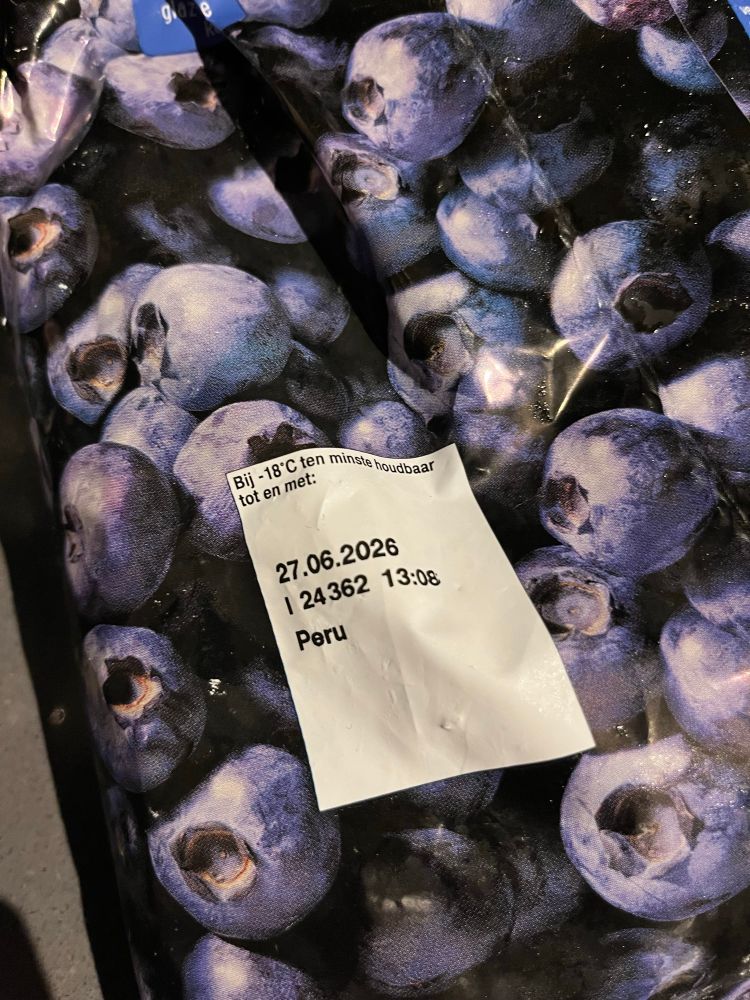 Bij -18°C ten minste houdbaar
tot en met:
27.06.2026
I 24362 13:08
Peru